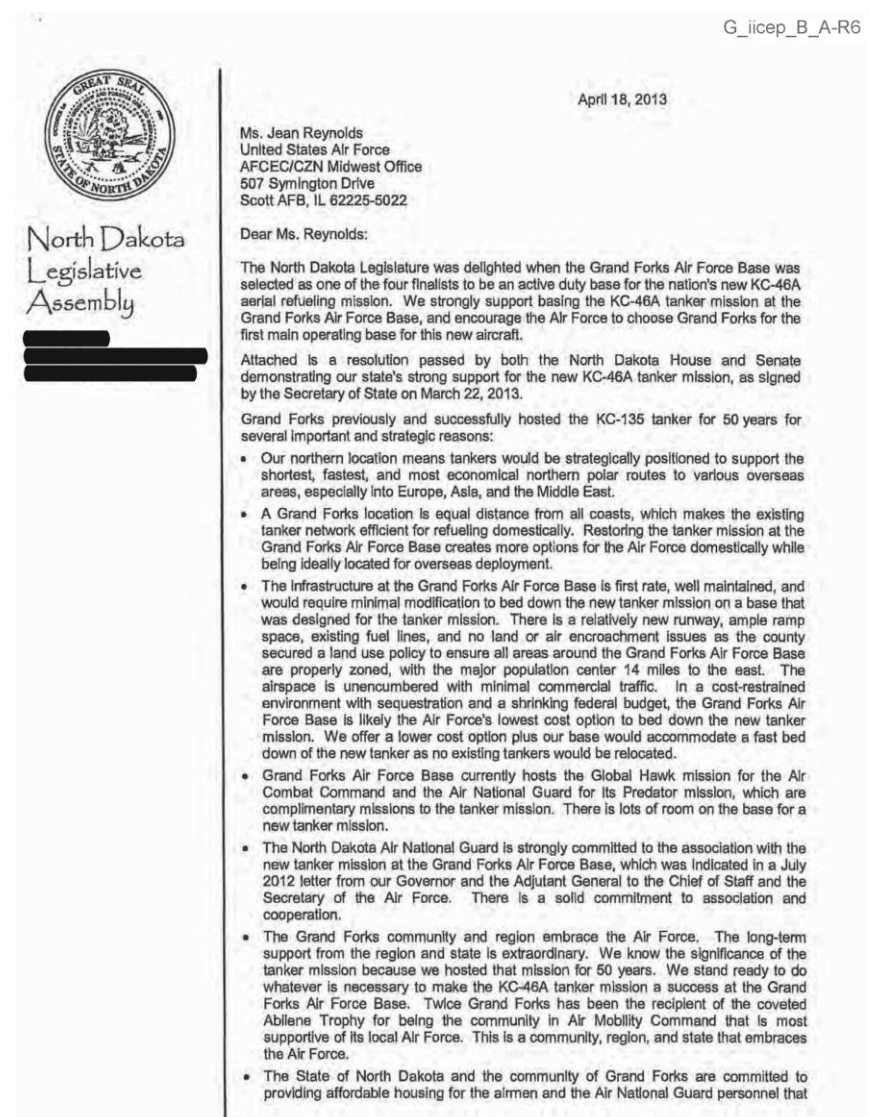 G_iicep_B_A-R6
GREAT SEAL
STATE OF NORTH DAKOTA
North Dakota
Legislative
Assembly
April 18, 2013
Ms. Jean Reynolds
United States Air Force
AFCEC/CZN Midwest Office
507 Symington Drive
Scott AFB, IL 62225-5022
Dear Ms. Reynolds:
The North Dakota Legislature was delighted when the Grand Forks Air Force Base was
selected as one of the four finalists to be an active duty base for the nation's new KC-46A
aerial refueling mission. We strongly support basing the KC-46A tanker mission at the
Grand Forks Air Force Base, and encourage the Air Force to choose Grand Forks for the
first main operating base for this new aircraft.
Attached is a resolution passed by both the North Dakota House and Senate
demonstrating our state's strong support for the new KC-46A tanker mission, as signed
by the Secretary of State on March 22, 2013.
Grand Forks previously and successfully hosted the KC-135 tanker for 50 years for
several important and strategic reasons:
• Our northern location means tankers would be strategically positioned to support the
shortest, fastest, and most economical northern polar routes to various overseas
areas, especially into Europe, Asia, and the Middle East.
• A Grand Forks location is equal distance from all coasts, which makes the existing
tanker network efficient for refueling domestically. Restoring the tanker mission at the
Grand Forks Air Force Base creates more options for the Air Force domestically while
being ideally located for overseas deployment.
• The infrastructure at the Grand Forks Air Force Base is first rate, well maintained, and
would require minimal modification to bed down the new tanker mission on a base that
was designed for the tanker mission. There is a relatively new runway, ample ramp
space, existing fuel lines, and no land or air encroachment issues as the county
secured a land use policy to ensure all areas around the Grand Forks Air Force Base
are properly zoned, with the major population center 14 miles to the east. The
airspace is unencumbered with minimal commercial traffic. In a cost-restrained
environment with sequestration and a shrinking federal budget, the Grand Forks Air
Force Base is likely the Air Force's lowest cost option to bed down the new tanker
mission. We offer a lower cost option plus our base would accommodate a fast bed
down of the new tanker as no existing tankers would be relocated.
• Grand Forks Air Force Base currently hosts the Global Hawk mission for the Air
Combat Command and the Air National Guard for its Predator mission, which are
complimentary missions to the tanker mission. There is lots of room on the base for a
new tanker mission.
• The North Dakota Air National Guard is strongly committed to the association with the
new tanker mission at the Grand Forks Air Force Base, which was indicated in a July
2012 letter from our Governor and the Adjutant General to the Chief of Staff and the
Secretary of the Air Force. There is a solid commitment to association and
cooperation.
• The Grand Forks community and region embrace the Air Force. The long-term
support from the region and state is extraordinary. We know the significance of the
tanker mission because we hosted that mission for 50 years. We stand ready to do
whatever is necessary to make the KC-46A tanker mission a success at the Grand
Forks Air Force Base. Twice Grand Forks has been the recipient of the coveted
Abilene Trophy for being the community in Air Mobility Command that is most
supportive of its local Air Force. This is a community, region, and state that embraces
the Air Force.
• The State of North Dakota and the community of Grand Forks are committed to
providing affordable housing for the airmen and the Air National Guard personnel that